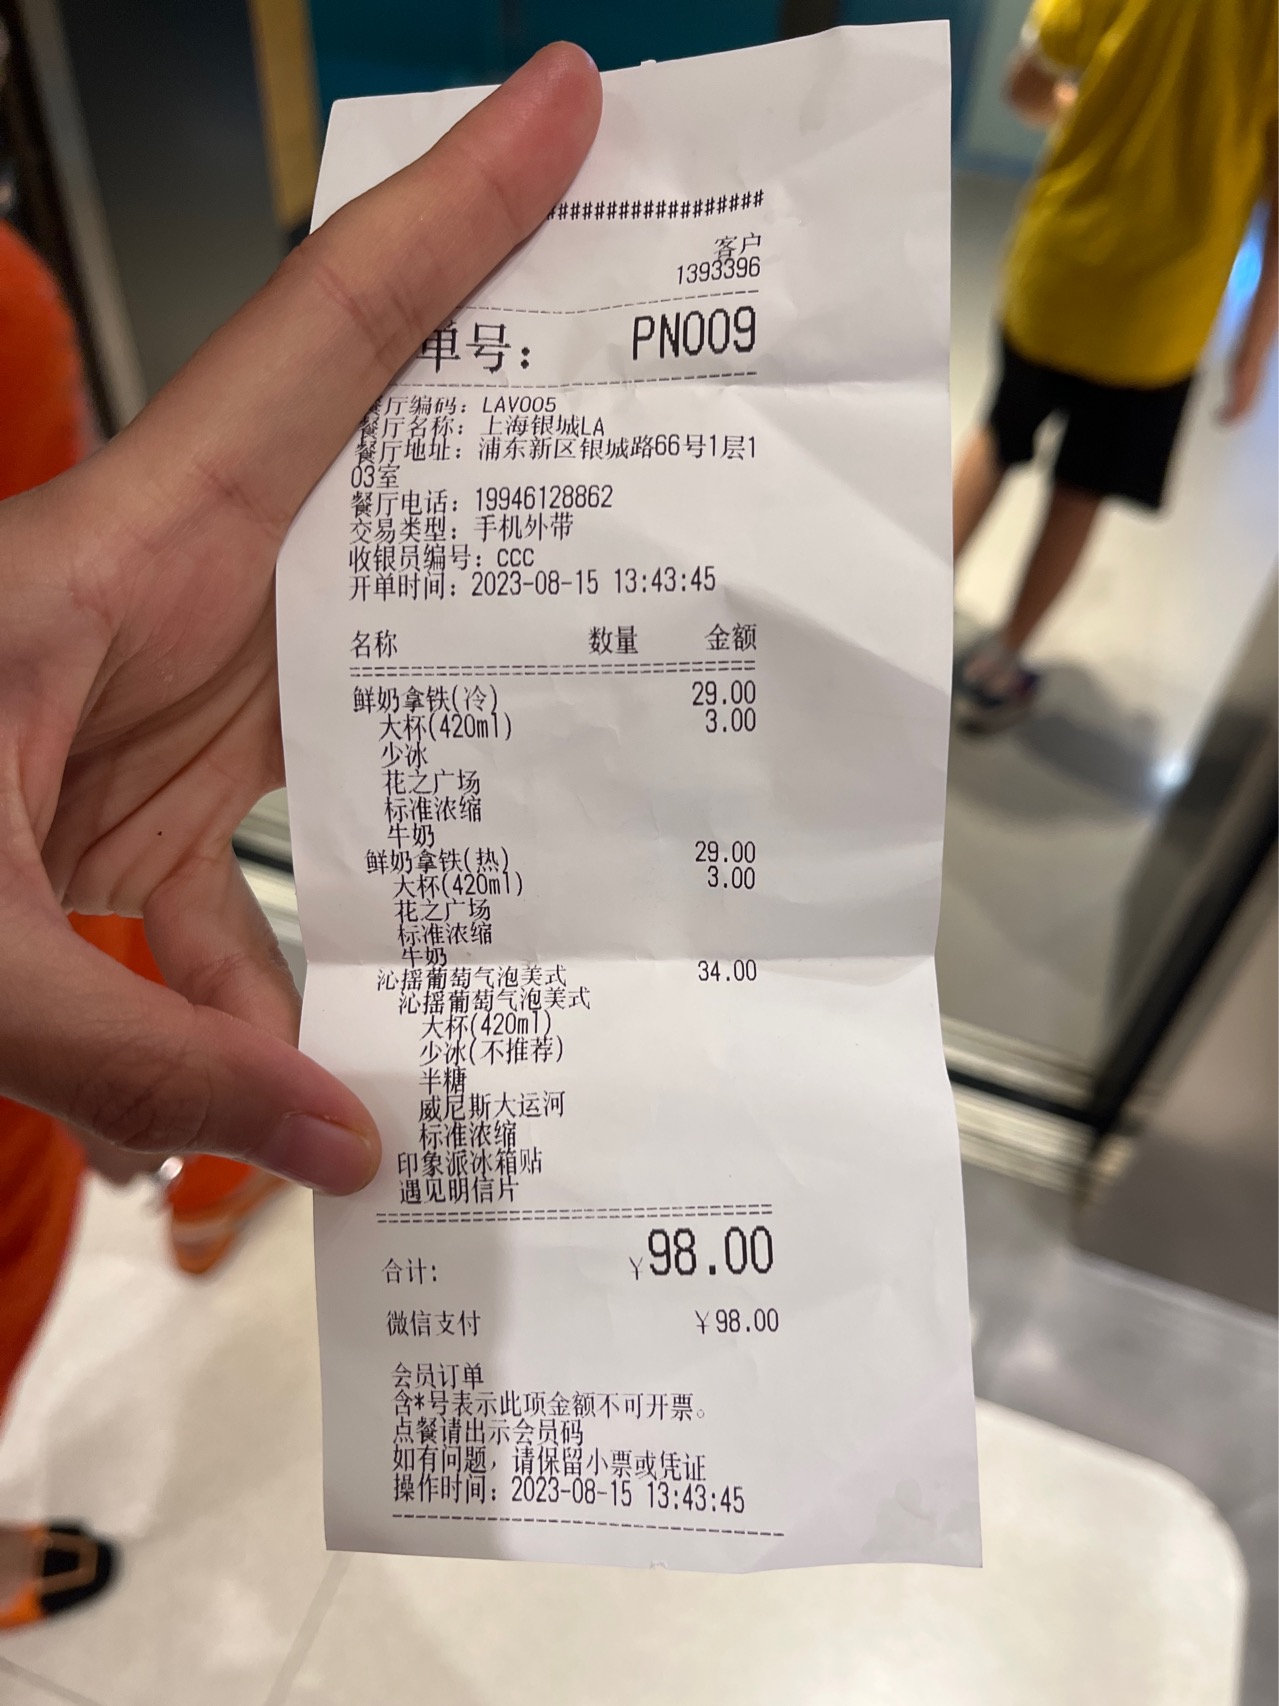 ##################
客户
1393396
单号： PN009
餐厅编码：LAV005
餐厅名称：上海银城LA
餐厅地址：浦东新区银城路66号1层1
03室
餐厅电话：19946128862
交易类型：手机外带
收银员编号：ccc
开单时间：2023-08-15 13:43:45
名称 数量 金额
鲜奶拿铁(冷) 29.00
大杯(420ml) 3.00
少冰
花之广场
标准浓缩
牛奶
鲜奶拿铁(热) 29.00
大杯(420ml) 3.00
花之广场
标准浓缩
牛奶
沁摇葡萄气泡美式 34.00
沁摇葡萄气泡美式
大杯(420ml)
少冰(不推荐)
半糖
威尼斯大运河
标准浓缩
印象派冰箱贴
遇见明信片
合计： ￥98.00
微信支付 ￥98.00
会员订单
含*号表示此项金额不可开票。
点餐请出示会员码
如有问题，请保留小票或凭证
操作时间：2023-08-15 13:43:45